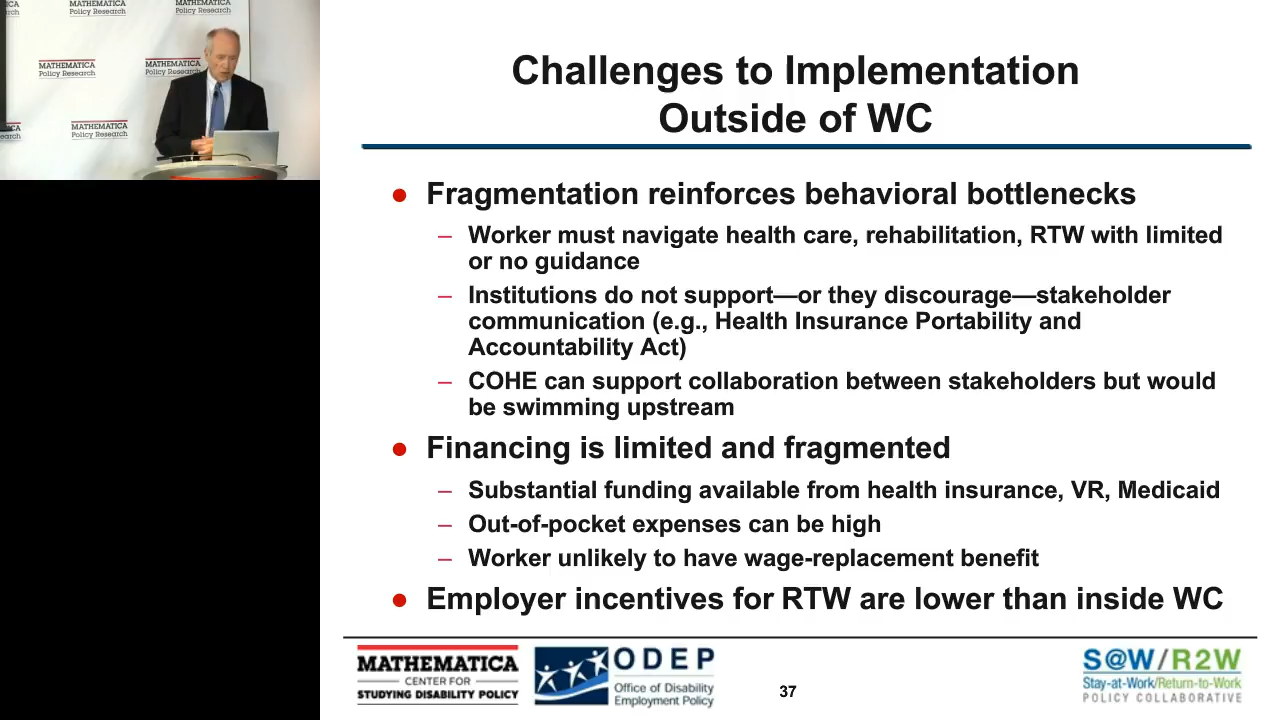 ICA
arch
MATHEMATICA
Policy Research
MATHEMATICA
Policy Research
MATHEMATICA
Policy Research
MATHEMATICA
Policy Research
ICA
earch
MATHEMATICA
Policy Research
Challenges to Implementation
Outside of WC
● Fragmentation reinforces behavioral bottlenecks
– Worker must navigate health care, rehabilitation, RTW with limited
or no guidance
– Institutions do not support—or they discourage—stakeholder
communication (e.g., Health Insurance Portability and
Accountability Act)
– COHE can support collaboration between stakeholders but would
be swimming upstream
● Financing is limited and fragmented
– Substantial funding available from health insurance, VR, Medicaid
– Out-of-pocket expenses can be high
– Worker unlikely to have wage-replacement benefit
● Employer incentives for RTW are lower than inside WC
MATHEMATICA
CENTER FOR
STUDYING DISABILITY POLICY
ODEP
Office of Disability
Employment Policy
37
S@W/R2W
Stay-at-Work/Return-to-Work
POLICY COLLABORATIVE